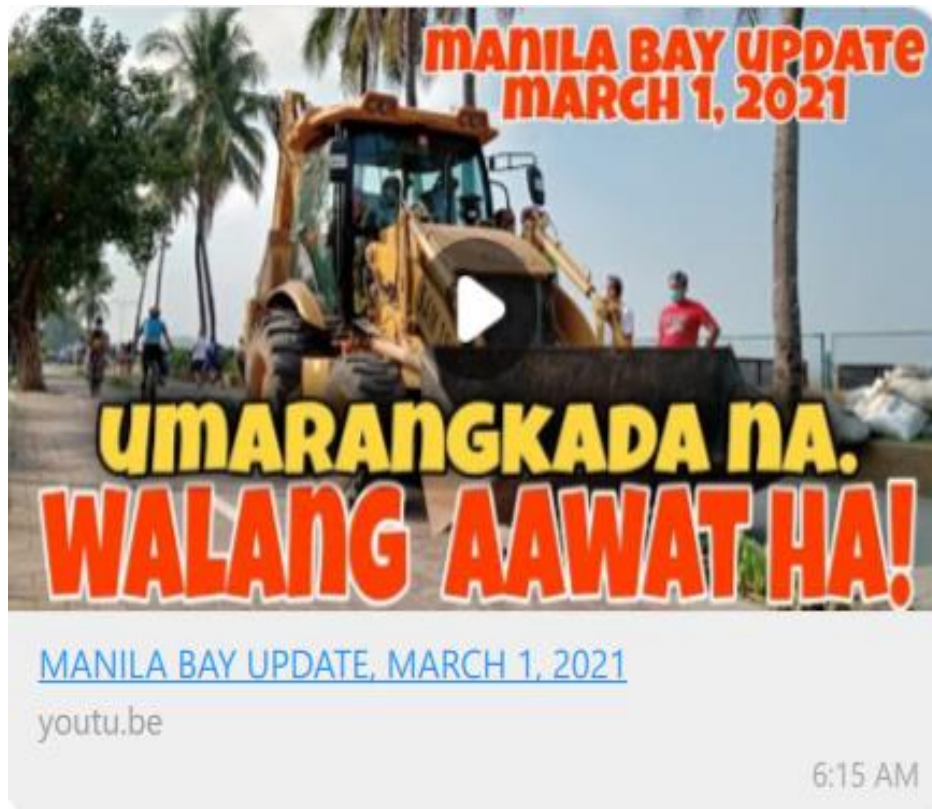 MANILA BAY UPDATE
MARCH 1, 2021
UMARANGKADA NA.
WALANG AAWAT HA!
MANILA BAY UPDATE, MARCH 1, 2021
youtu.be
6:15 AM